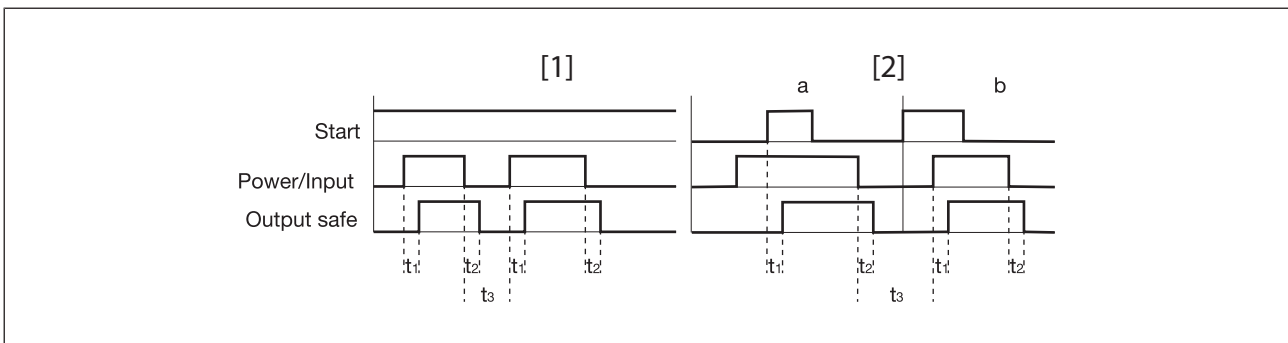 [1] [2]
a b
Start
Power/Input
Output safe
t1 t2 t1 t2 t1 t2 t1 t2
t3 t3